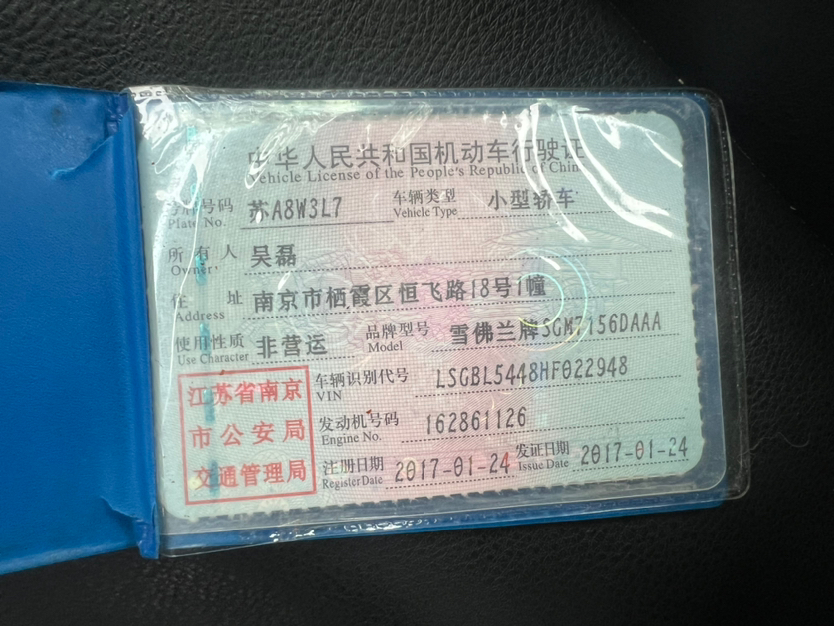 中华人民共和国机动车行驶证
Vehicle License of the People's Republic of China
号牌号码 苏A8W3L7 车辆类型 小型轿车
Plate No. Vehicle Type
所有人 吴磊
Owner
住址 南京市栖霞区恒飞路18号1幢
Address
使用性质 非营运 品牌型号 雪佛兰牌SGM7156DAAA
Use Character Model
江苏省南京
市公安局
交通管理局
车辆识别代号 LSGBL5448HF022948
VIN
发动机号码 162861126
Engine No.
注册日期 2017-01-24 发证日期 2017-01-24
Register Date Issue Date